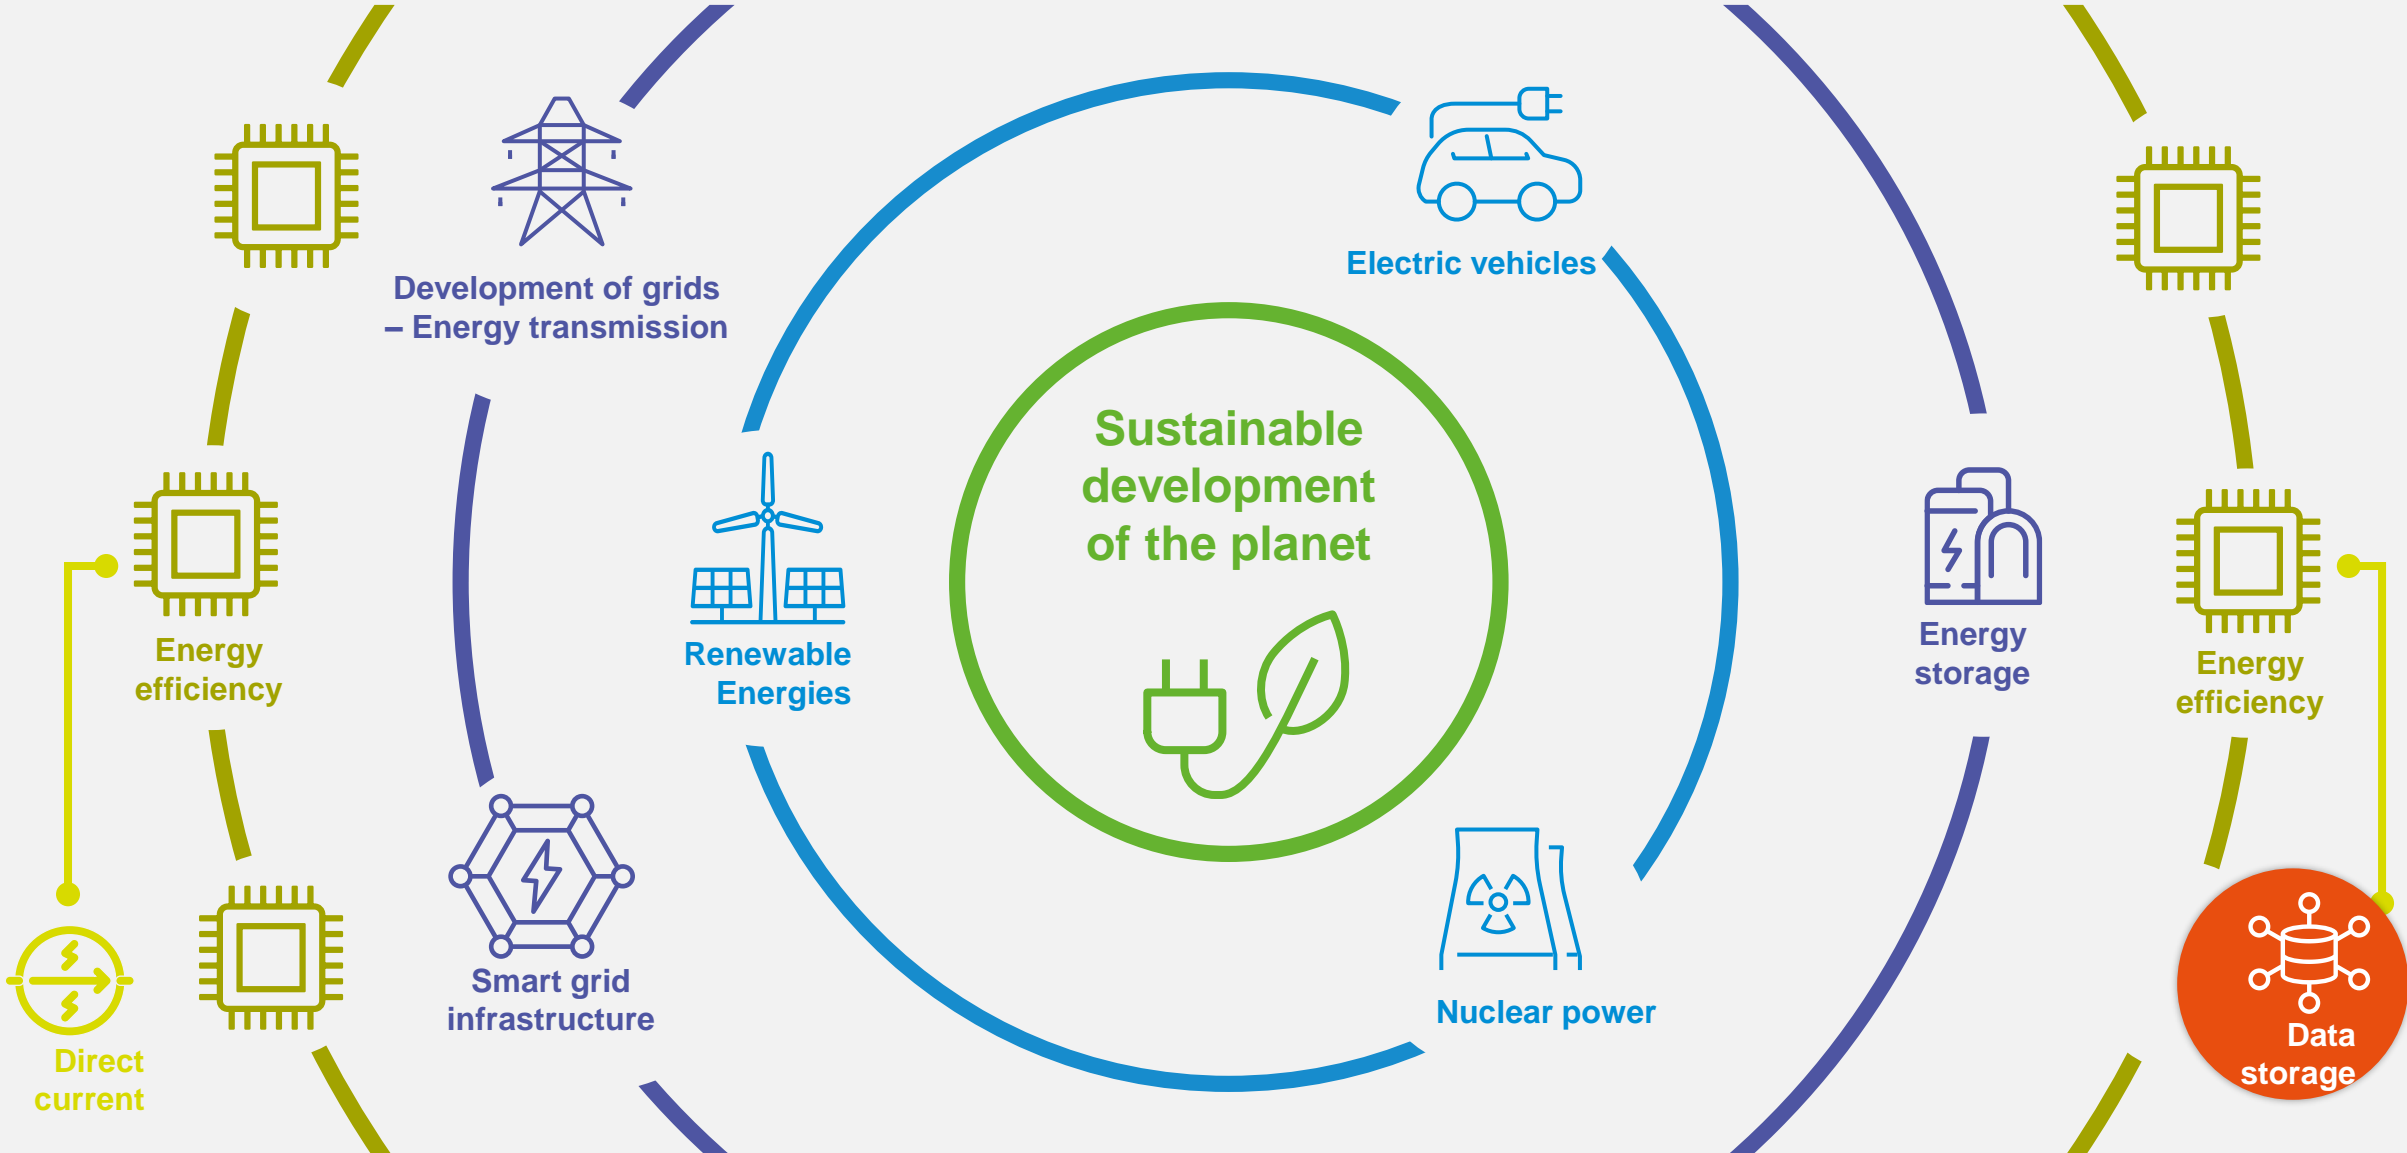 Development of grids
– Energy transmission
Electric vehicles
Sustainable
development
of the planet
Energy
efficiency
Renewable
Energies
Energy
storage
Energy
efficiency
Smart grid
infrastructure
Nuclear power
Direct
current
Data
storage